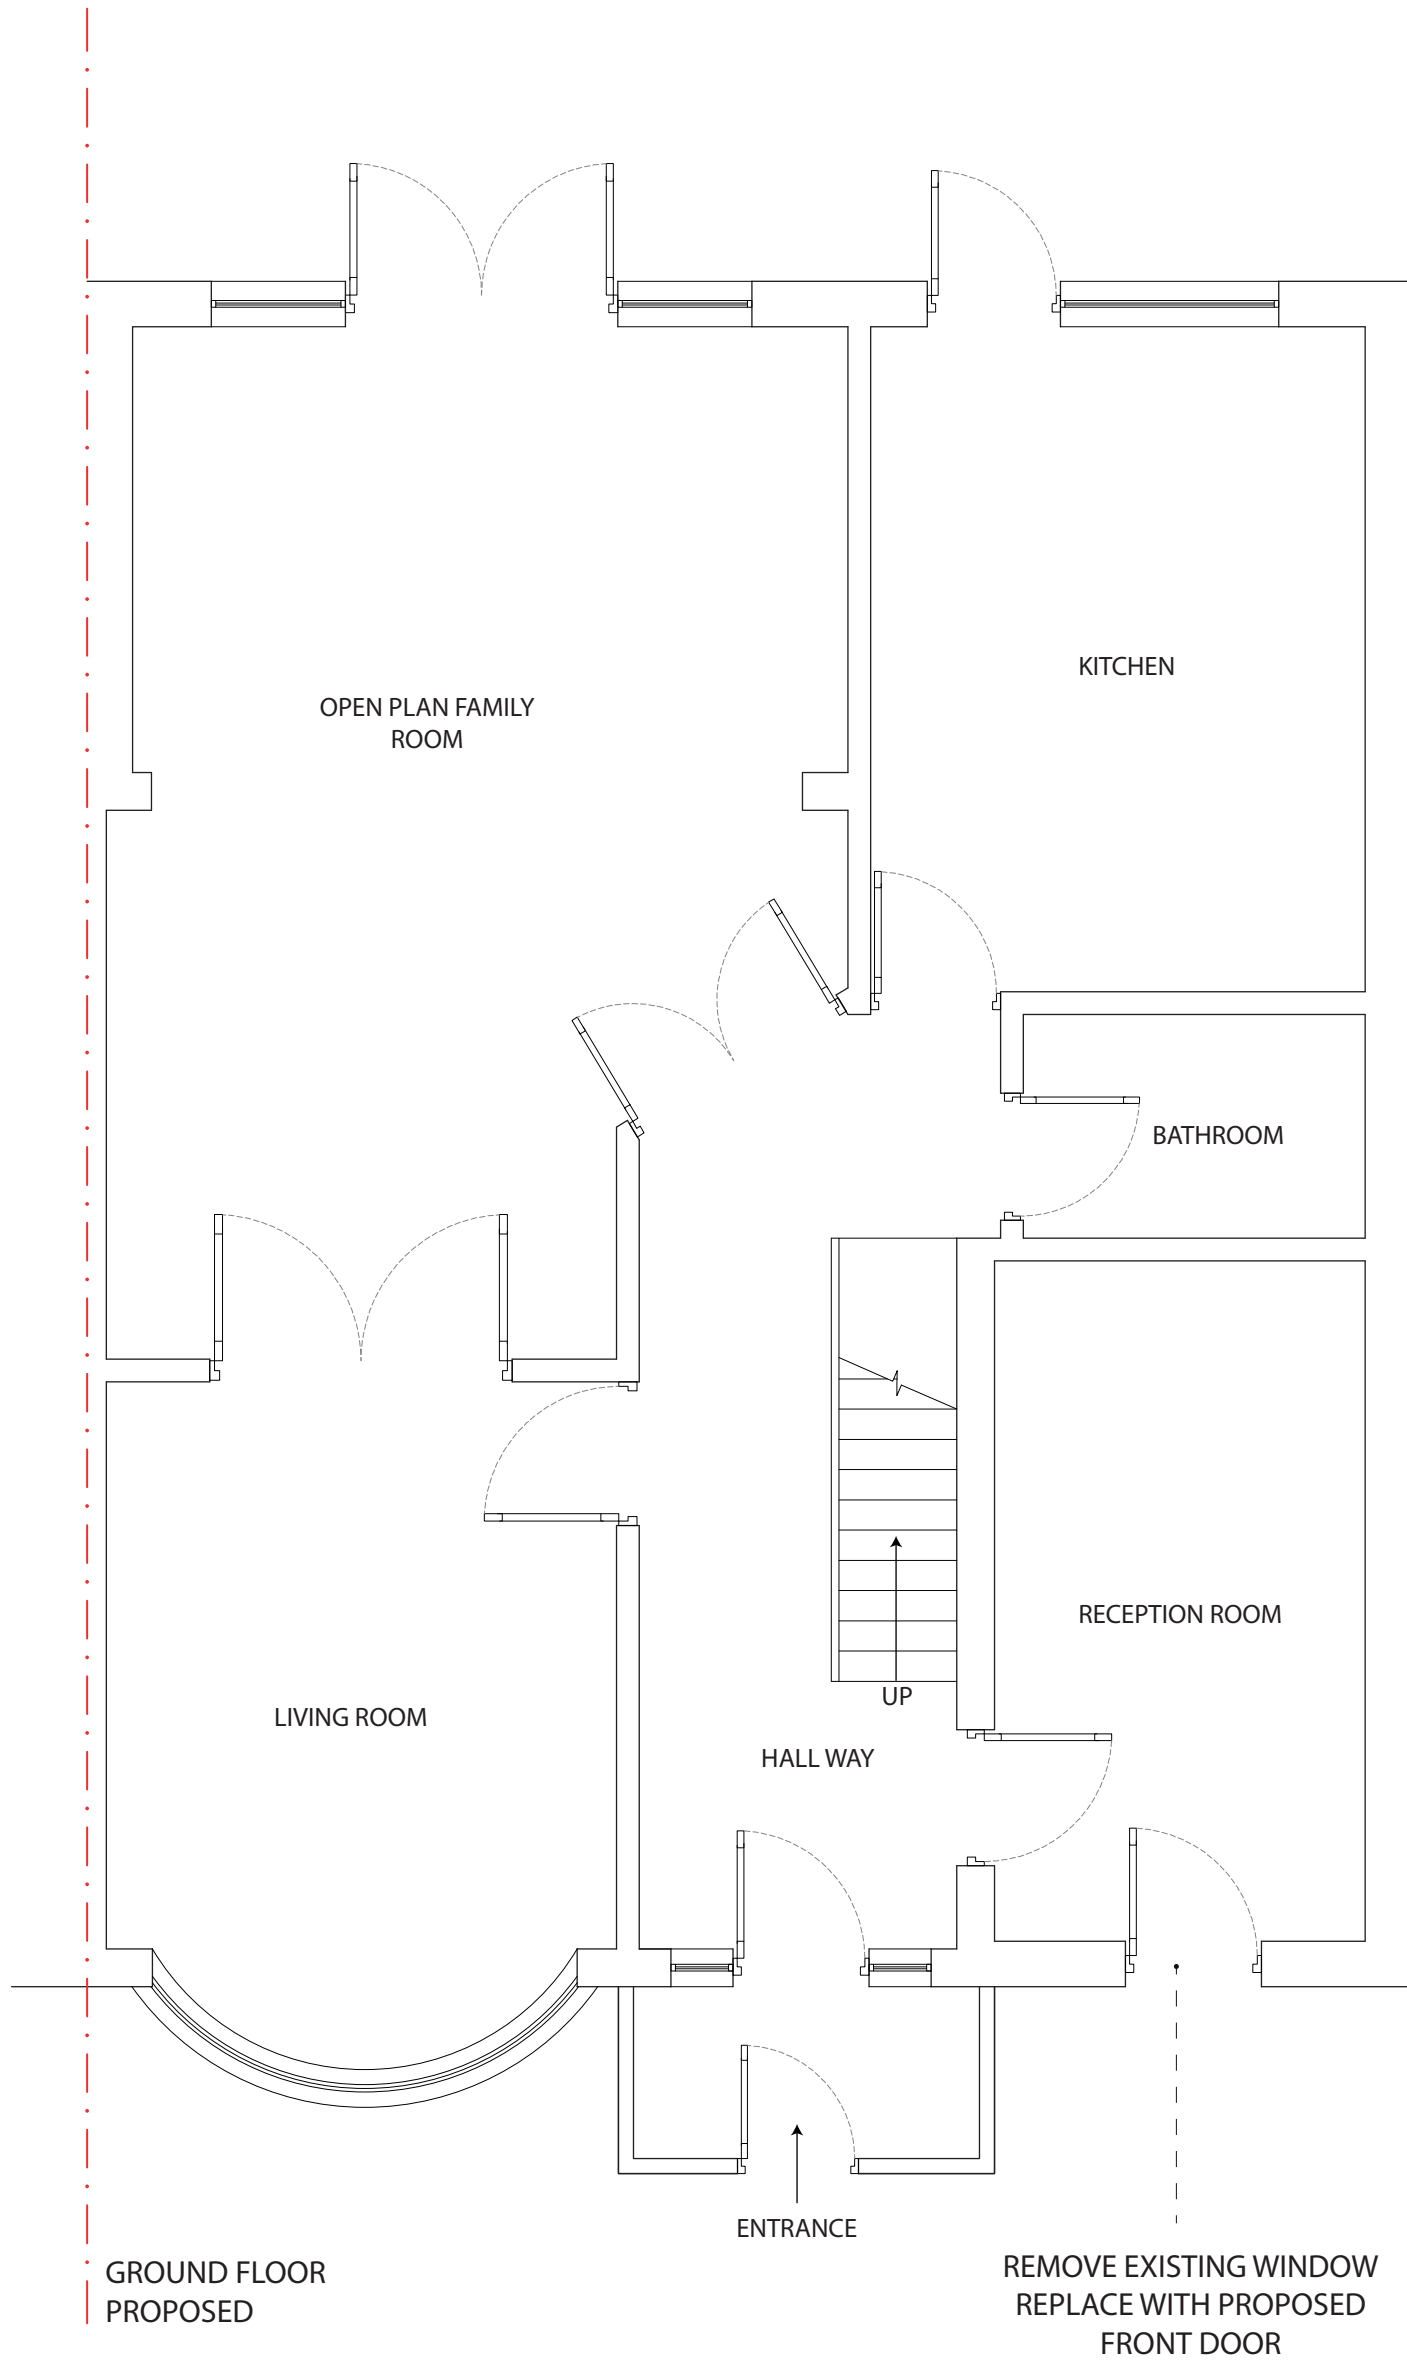 KITCHEN
OPEN PLAN FAMILY
ROOM
BATHROOM
RECEPTION ROOM
UP
LIVING ROOM
HALL WAY
ENTRANCE
GROUND FLOOR
PROPOSED
REMOVE EXISTING WINDOW
REPLACE WITH PROPOSED
FRONT DOOR